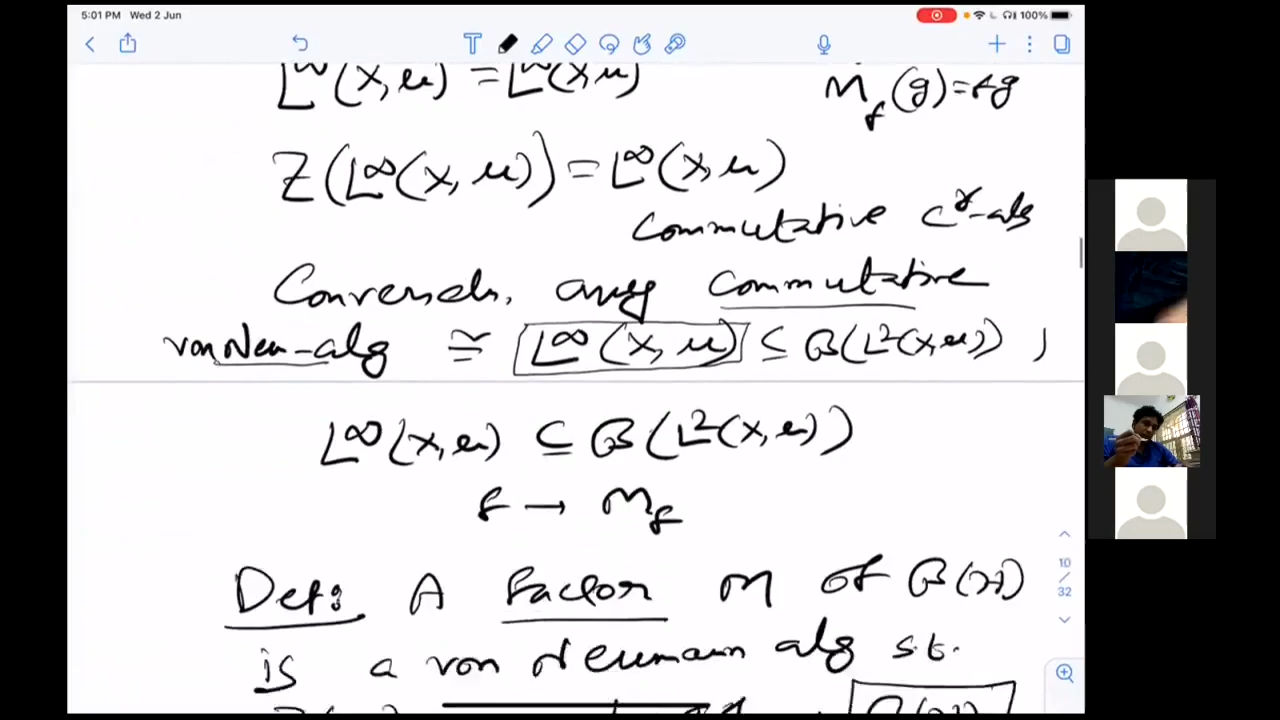 5:01 PM Wed 2 Jun 100%
L^∞(X,μ)' = L^∞(X,μ) M_f(g)=fg
Z(L^∞(X,μ)) = L^∞(X,μ)
Commutative C*-alg
Conversely, any Commutative
von Neu-alg ≅ L^∞(X,μ) ⊆ B(L²(X,μ)),
L^∞(X,μ) ⊆ B(L²(X,μ))
f → M_f
10
/
32
Def: A Factor M of B(H)
is a von Neumann alg s.t.